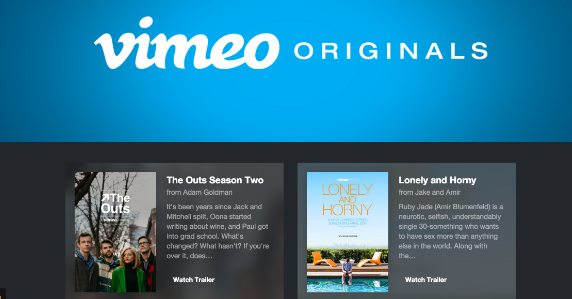 vimeo ORIGINALS
The Outs
The Outs Season Two
from Adam Goldman
It's been years since Jack and
Mitchell split, Oona started
writing about wine, and Paul got
into grad school. What's
changed? What hasn't? If you're
over it, does...
Watch Trailer
LONELY
AND
HORNY
Lonely and Horny
from Jake and Amir
Ruby Jade (Amir Blumenfeld) is a
neurotic, selfish, understandably
single 30-something who wants
to have sex more than anything
else in the world. Along with
the...
Watch Trailer